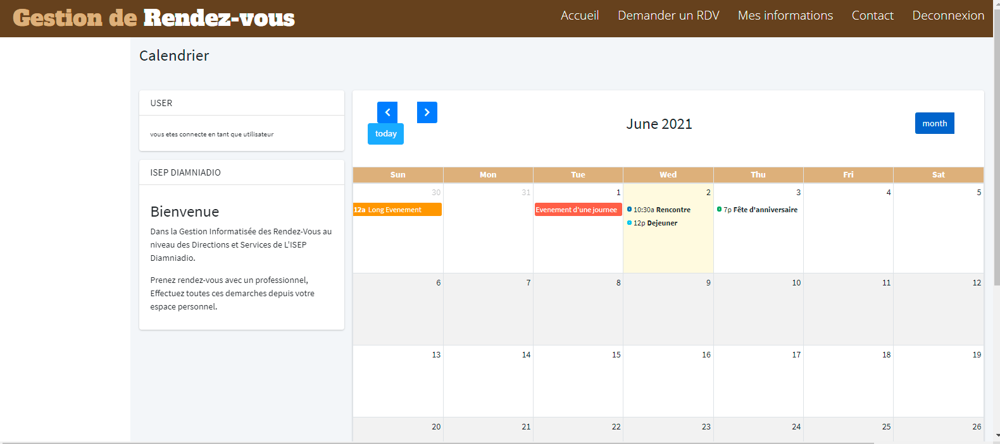 Gestion de Rendez-vous
Accueil Demander un RDV Mes informations Contact Deconnexion
Calendrier
USER
vous etes connecte en tant que utilisateur
ISEP DIAMNIADIO
Bienvenue
Dans la Gestion Informatisée des Rendez-Vous au
niveau des Directions et Services de L'ISEP
Diamniadio.
Prenez rendez-vous avec un professionnel,
Effectuez toutes ces demarches depuis votre
espace personnel.
today
June 2021
month
Sun Mon Tue Wed Thu Fri Sat
30 31 1 2 3 4 5
12a Long Evenement
Evenement d'une journee
10:30a Rencontre
12p Dejeuner
7p Fête d'anniversaire
6 7 8 9 10 11 12
13 14 15 16 17 18 19
20 21 22 23 24 25 26